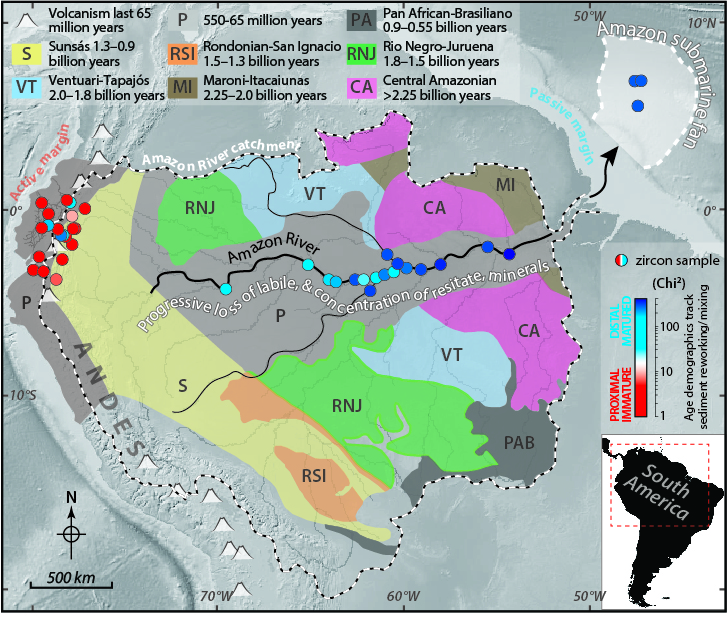 Volcanism last 65
million years
P 550-65 million years
PA Pan African-Brasiliano
0.9–0.55 billion years
S Sunsás 1.3–0.9
billion years
RSI Rondonian-San Ignacio
1.5–1.3 billion years
RNJ Rio Negro-Juruena
1.8–1.5 billion years
VT Ventuari-Tapajós
2.0–1.8 billion years
MI Maroni-Itacaiunas
2.25–2.0 billion years
CA Central Amazonian
>2.25 billion years
50°W
10°N
Amazon submarine fan
Passive margin
Active margin
Amazon River catchment
RNJ
VT
CA
MI
0°
0°
Amazon River
Progressive loss of labile, & concentration of resitate, minerals
P
P
S
VT
CA
RNJ
RSI
PAB
ANDES
10°S
zircon sample
(Chi²)
100
10
1
DISTAL
MATURED
PROXIMAL
IMMATURE
Age demographics track
sediment reworking/mixing
South
America
N
500 km
70°W
60°W
50°W